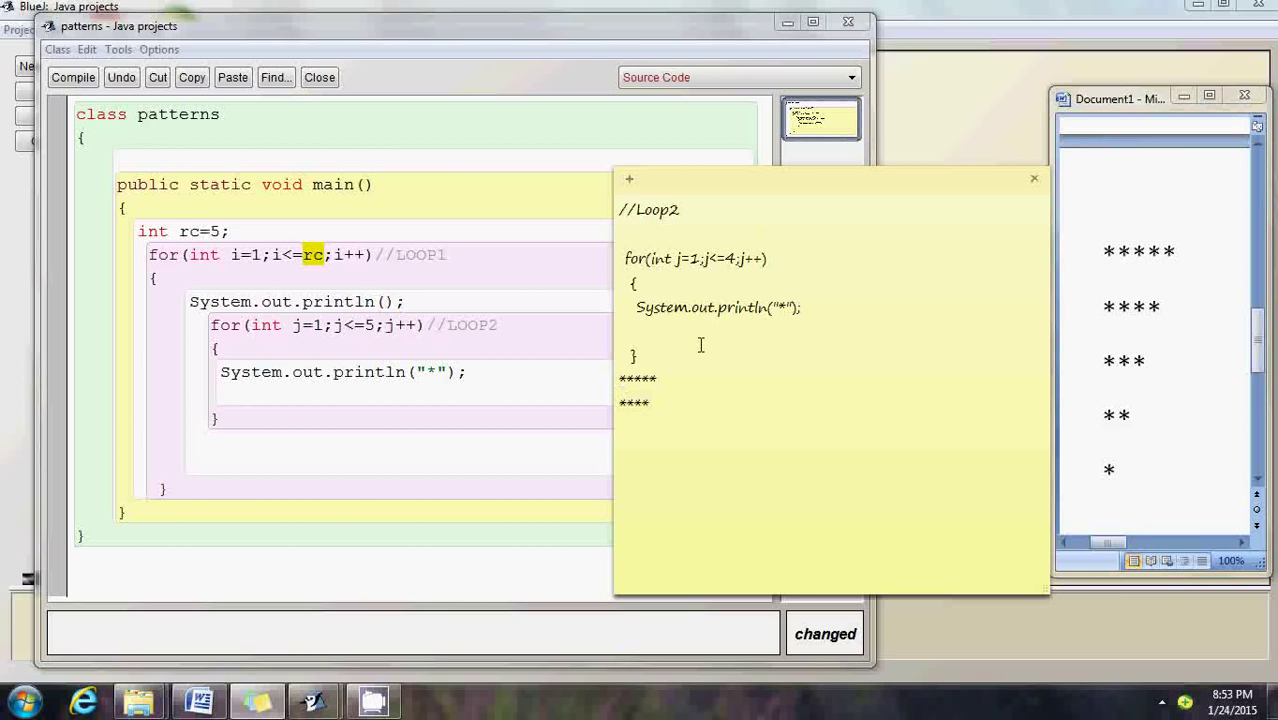 BlueJ: Java projects
Proje
Ne
patterns - Java projects
Class Edit Tools Options
Compile Undo Cut Copy Paste Find... Close Source Code
class patterns
{
public static void main()
{
int rc=5;
for(int i=1;i<=rc;i++)//LOOP1
{
System.out.println();
for(int j=1;j<=5;j++)//LOOP2
{
System.out.println("*");
}
}
}
}
changed
+ ×
//Loop2
for(int j=1;j<=4;j++)
{
System.out.println("*");
}
*****
****
Document1 - Mi...
*****
****
***
**
*
100%
8:53 PM
1/24/2015